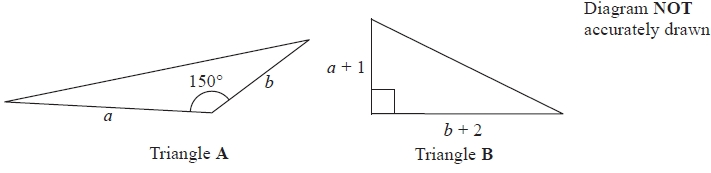 Diagram NOT
accurately drawn
150°
b
a
Triangle A
a + 1
b + 2
Triangle B